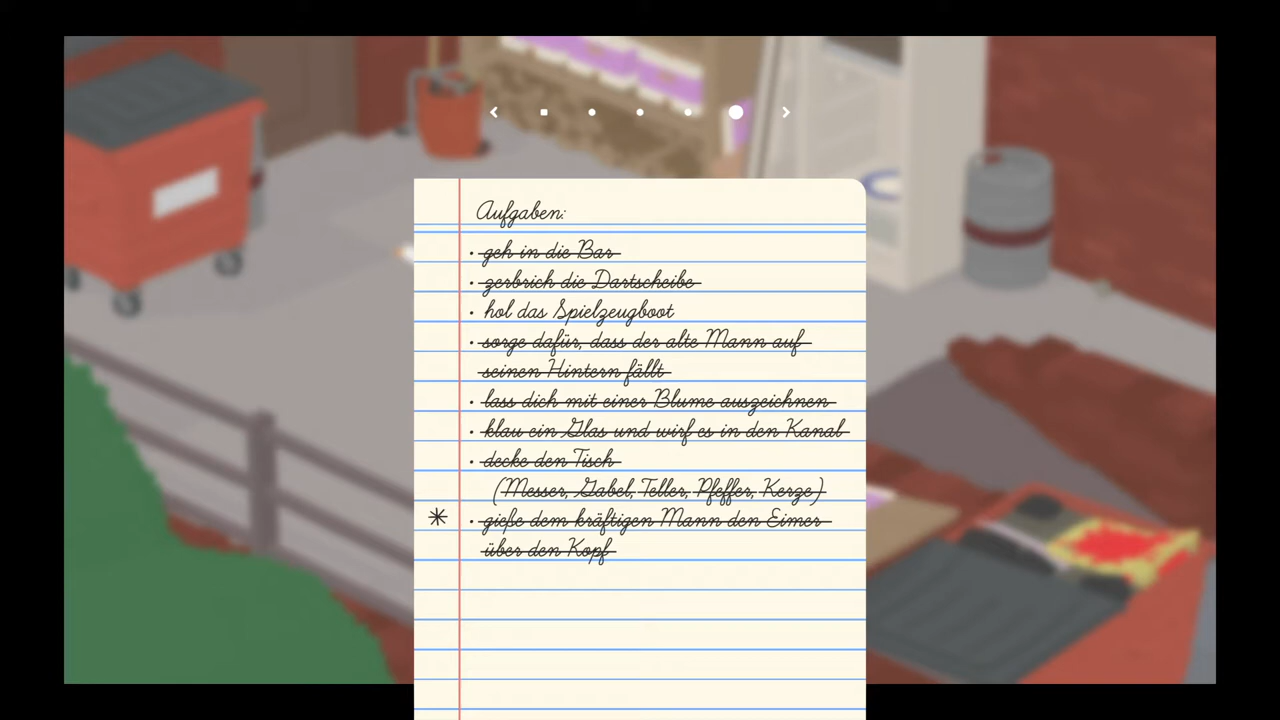 Aufgaben:
· geh in die Bar
· zerbrich die Dartscheibe
· hol das Spielzeugboot
· sorge dafür, dass der alte Mann auf
seinen Hintern fällt
· lass dich mit einer Blume auszeichnen
· klau ein Glas und wirf es in den Kanal
· decke den Tisch
(Messer, Gabel, Teller, Pfeffer, Kerze)
* · gieße dem kräftigen Mann den Eimer
über den Kopf